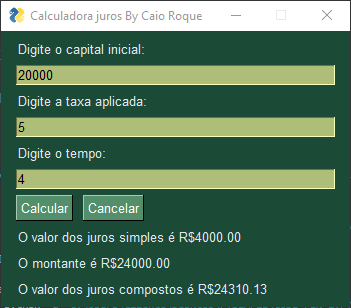 Calculadora juros By Caio Roque
Digite o capital inicial:
20000
Digite a taxa aplicada:
5
Digite o tempo:
4
Calcular Cancelar
O valor dos juros simples é R$4000.00
O montante é R$24000.00
O valor dos juros compostos é R$24310.13